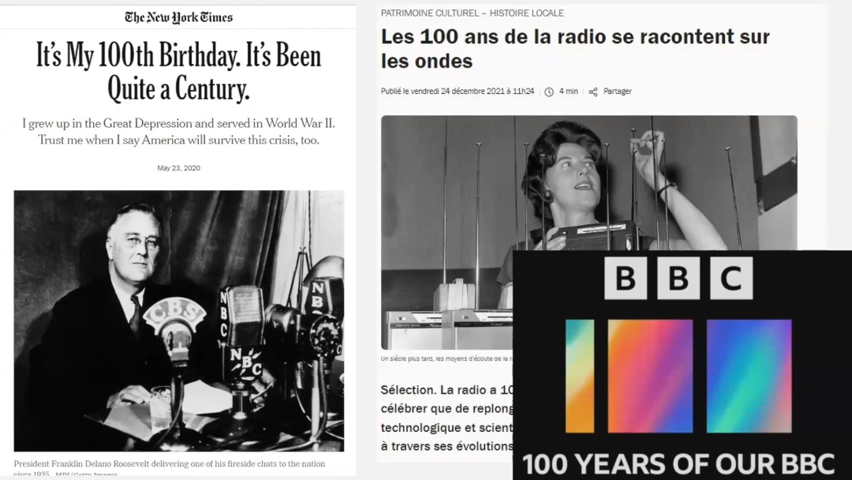 The New York Times
It's My 100th Birthday. It's Been
Quite a Century.
I grew up in the Great Depression and served in World War II.
Trust me when I say America will survive this crisis, too.
May 23, 2020
CBS
NBC
NBC
NBC
President Franklin Delano Roosevelt delivering one of his fireside chats to the nation
circa 1935. MPI/Getty Images
PATRIMOINE CULTUREL – HISTOIRE LOCALE
Les 100 ans de la radio se racontent sur
les ondes
Publié le vendredi 24 décembre 2021 à 11h24
4 min
Partager
Un siècle plus tard, les moyens d'écoute de la
Sélection. La radio a 10
célébrer que de replong
technologique et scient
à travers ses évolutions
BBC
100 YEARS OF OUR BBC